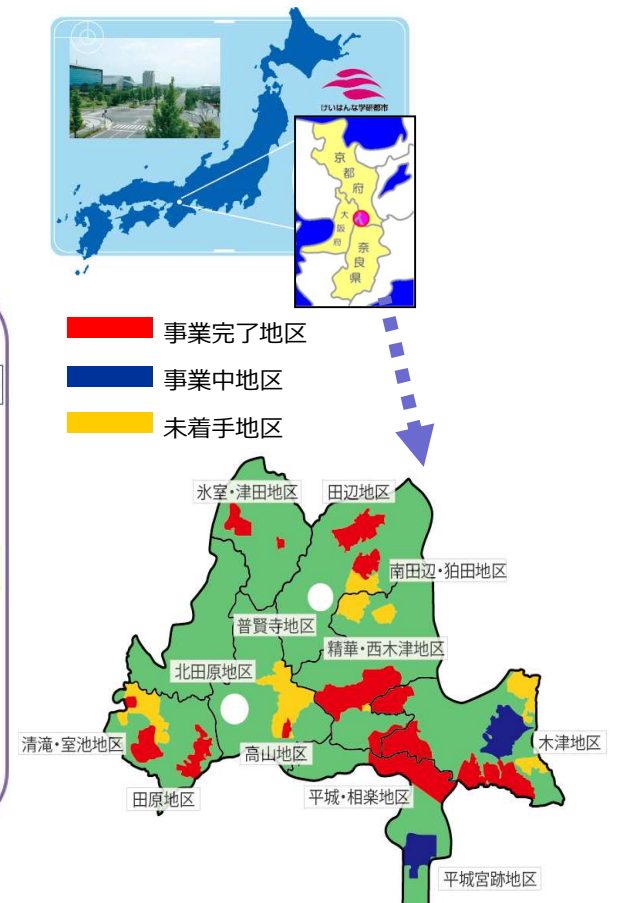 けいはんな学研都市
京
都
府
大
阪
府
奈
良
県
事業完了地区
事業中地区
未着手地区
氷室・津田地区
田辺地区
南田辺・狛田地区
普賢寺地区
精華・西木津地区
北田原地区
清滝・室池地区
高山地区
木津地区
田原地区
平城・相楽地区
平城宮跡地区